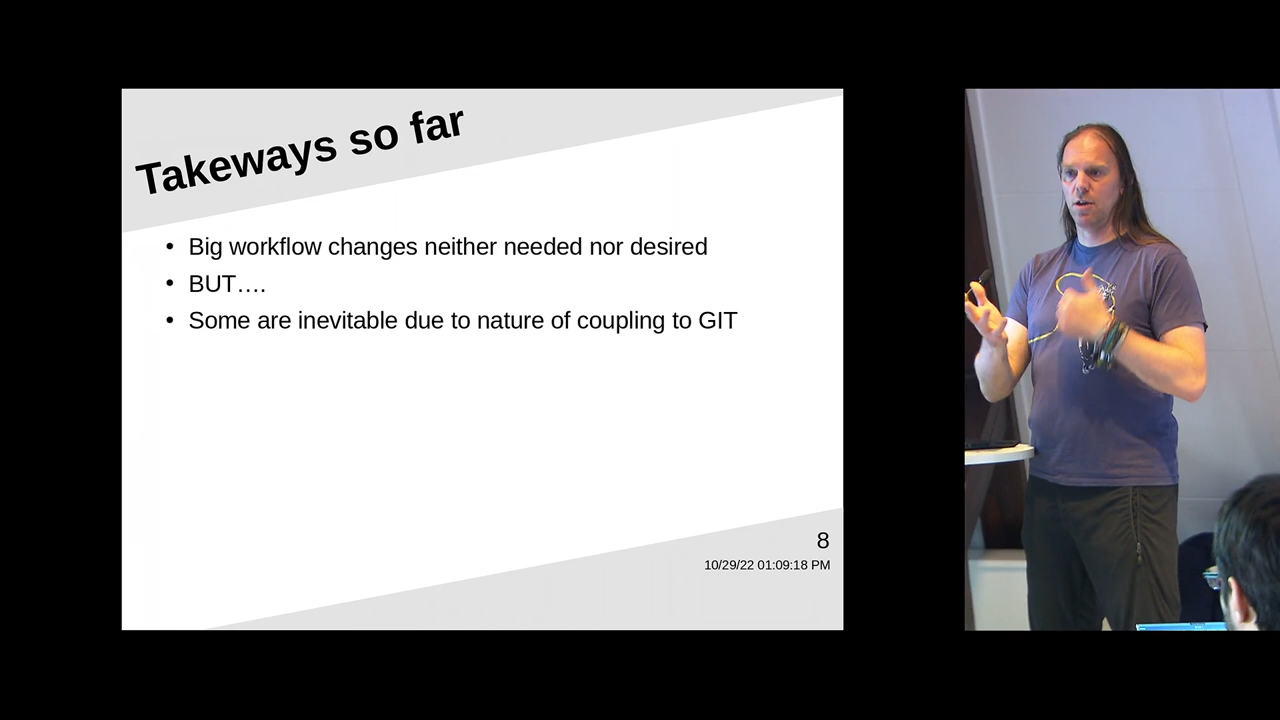 Takeways so far
• Big workflow changes neither needed nor desired
• BUT....
• Some are inevitable due to nature of coupling to GIT
8
10/29/22 01:09:18 PM